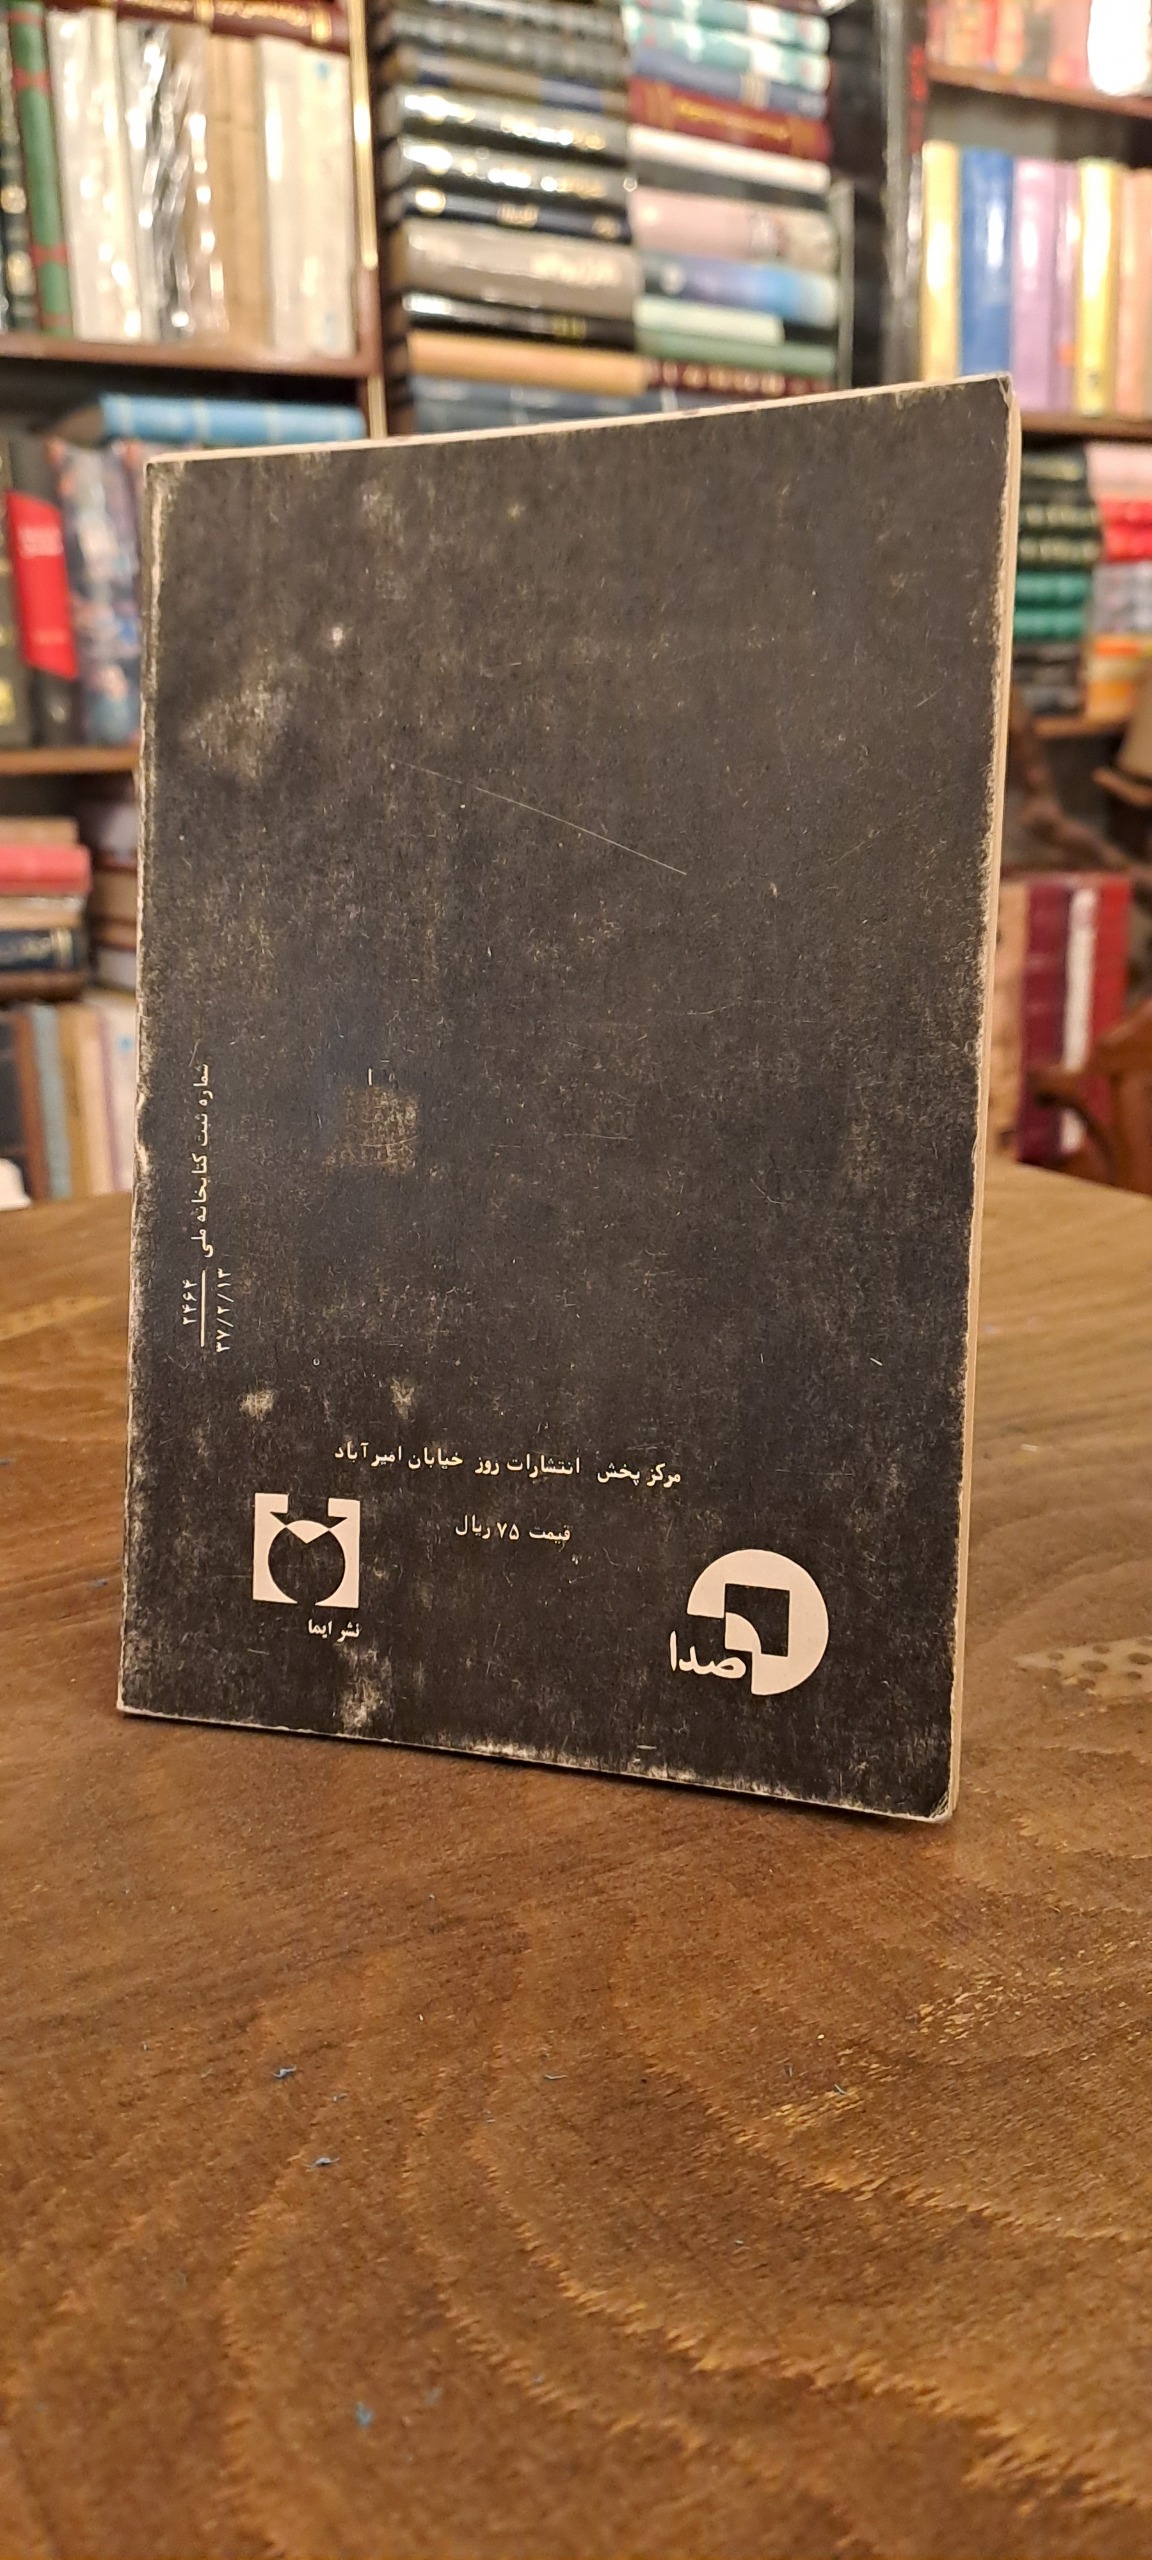 شماره ثبت کتابخانه ملی
۲۴۶۴
۳۷/۲/۱۳
مرکز پخش انتشارات روز خیابان امیرآباد
قیمت ۷۵ ریال
نشر ایما
صدا